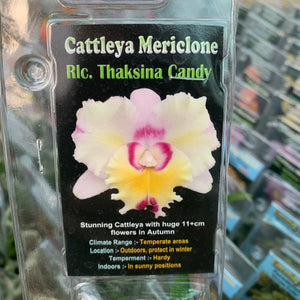 Cattleya Mericlone
Rlc. Thaksina Candy
Stunning Cattleya with huge 11+cm
flowers in Autumn
Climate Range :- Temperate areas
Location :- Outdoors, protect in winter
Temperment :- Hardy
Indoors :- In sunny positions